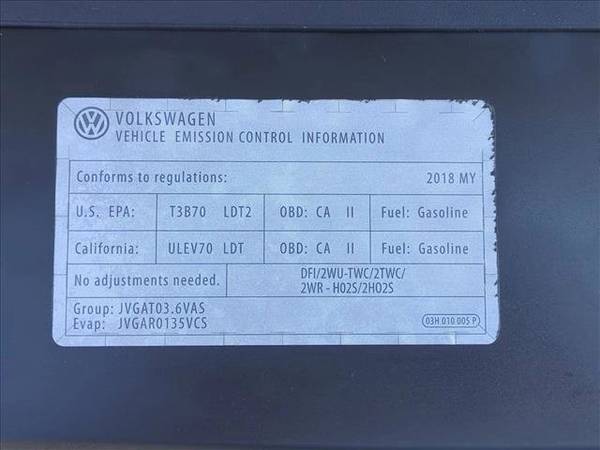 VOLKSWAGEN
VEHICLE EMISSION CONTROL INFORMATION
Conforms to regulations: 2018 MY
U.S. EPA: T3B70 LDT2 OBD: CA II Fuel: Gasoline
California: ULEV70 LDT OBD: CA II Fuel: Gasoline
No adjustments needed.
DFI/2WU-TWC/2TWC/
2WR - HO2S/2HO2S
Group: JVGAT03.6VAS
Evap: JVGAR0135VCS
03H 010 005 P